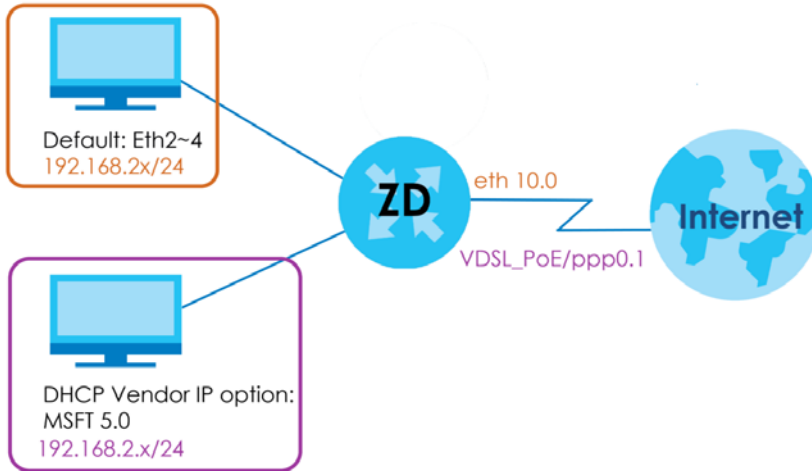 Default: Eth2~4
192.168.2x/24
ZD
eth 10.0
Internet
VDSL_PoE/ppp0.1
DHCP Vendor IP option:
MSFT 5.0
192.168.2.x/24